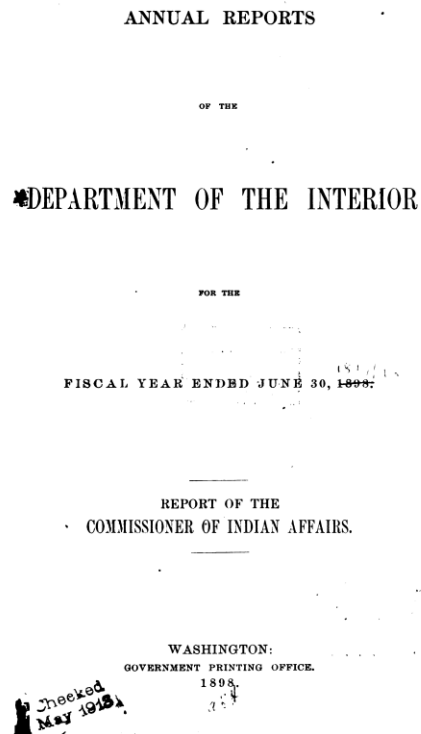 ANNUAL REPORTS
OF THE
DEPARTMENT OF THE INTERIOR
FOR THE
FISCAL YEAR ENDED JUNE 30, 1898.
REPORT OF THE
COMMISSIONER OF INDIAN AFFAIRS.
WASHINGTON:
GOVERNMENT PRINTING OFFICE.
1898.
Checked
May 1913